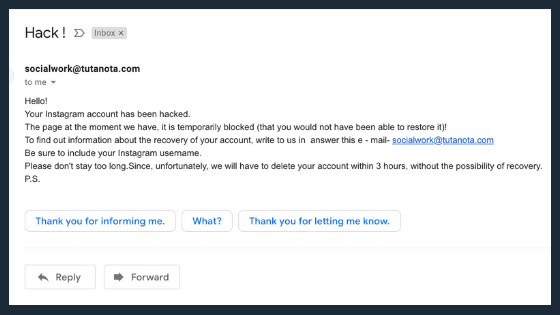 Hack !
Inbox ×
socialwork@tutanota.com
to me
Hello!
Your Instagram account has been hacked.
The page at the moment we have, it is temporarily blocked (that you would not have been able to restore it)!
To find out information about the recovery of your account, write to us in answer this e - mail- socialwork@tutanota.com
Be sure to include your Instagram username.
Please don't stay too long.Since, unfortunately, we will have to delete your account within 3 hours, without the possibility of recovery.
P.S.
Thank you for informing me.
What?
Thank you for letting me know.
Reply
Forward